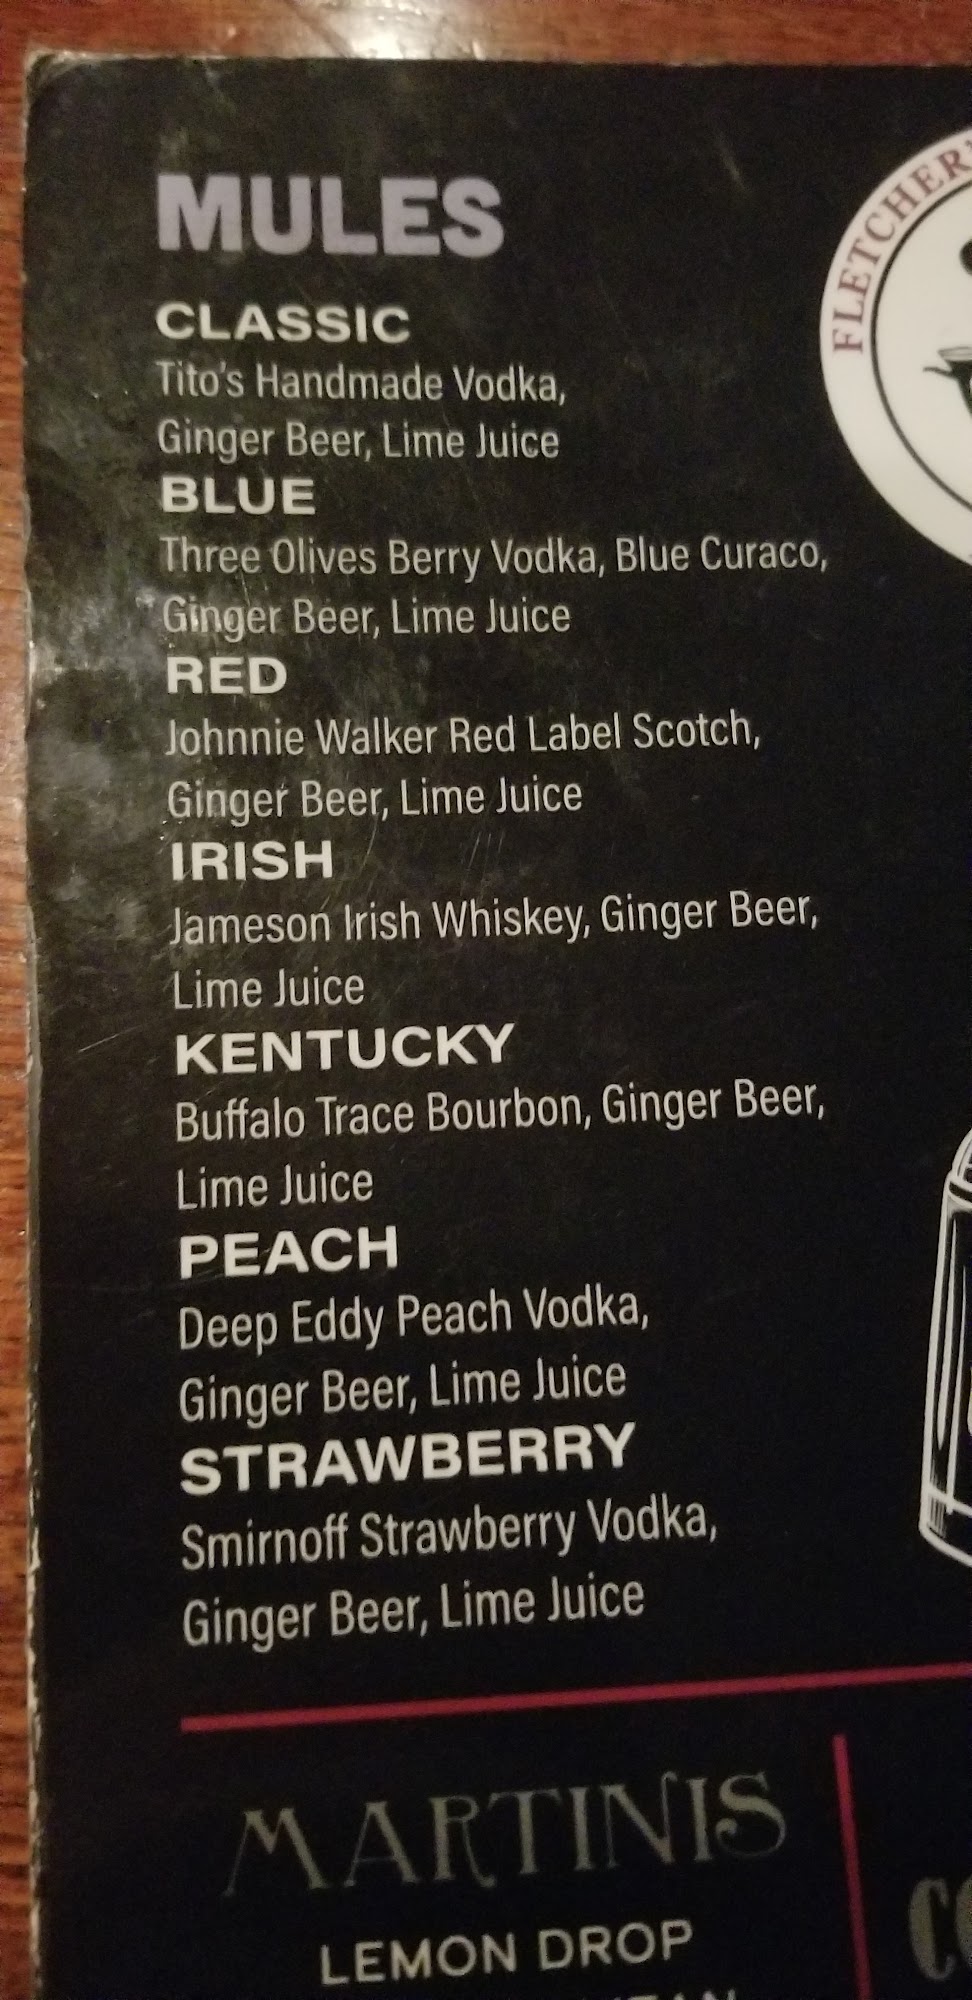 MULES
CLASSIC
Tito's Handmade Vodka,
Ginger Beer, Lime Juice
BLUE
Three Olives Berry Vodka, Blue Curaco,
Ginger Beer, Lime Juice
RED
Johnnie Walker Red Label Scotch,
Ginger Beer, Lime Juice
IRISH
Jameson Irish Whiskey, Ginger Beer,
Lime Juice
KENTUCKY
Buffalo Trace Bourbon, Ginger Beer,
Lime Juice
PEACH
Deep Eddy Peach Vodka,
Ginger Beer, Lime Juice
STRAWBERRY
Smirnoff Strawberry Vodka,
Ginger Beer, Lime Juice
FLETCHER'
MARTINIS
LEMON DROP